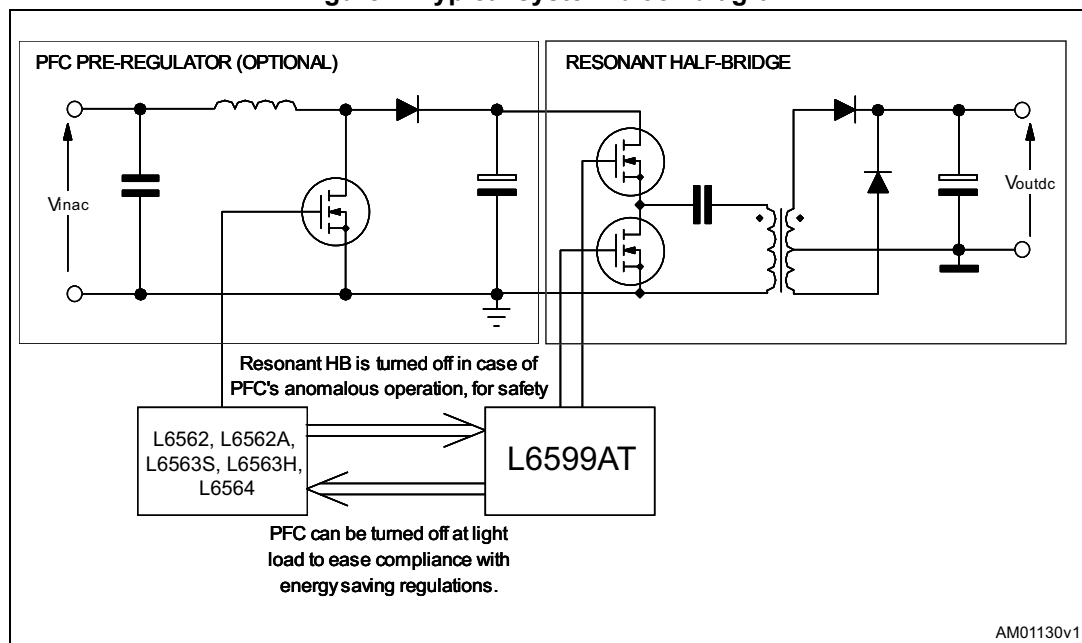 PFC PRE-REGULATOR (OPTIONAL)
RESONANT HALF-BRIDGE
Vinac
Voutdc
Resonant HB is turned off in case of
PFC's anomalous operation, for safety
L6562, L6562A,
L6563S, L6563H,
L6564
L6599AT
PFC can be turned off at light
load to ease compliance with
energy saving regulations.
AM01130v1